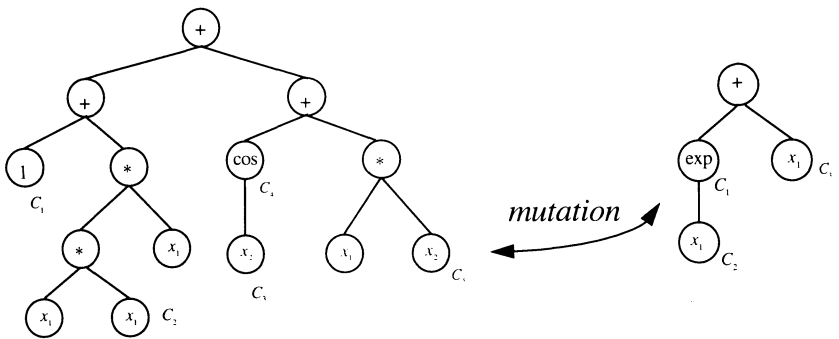 +
+
+
+
1
*
cos
*
exp
x₁
C₁
C₄
C₁
mutation
*
x₁
x₂
x₁
x₂
x₁
C₃
C₂
x₁
x₁
C₂